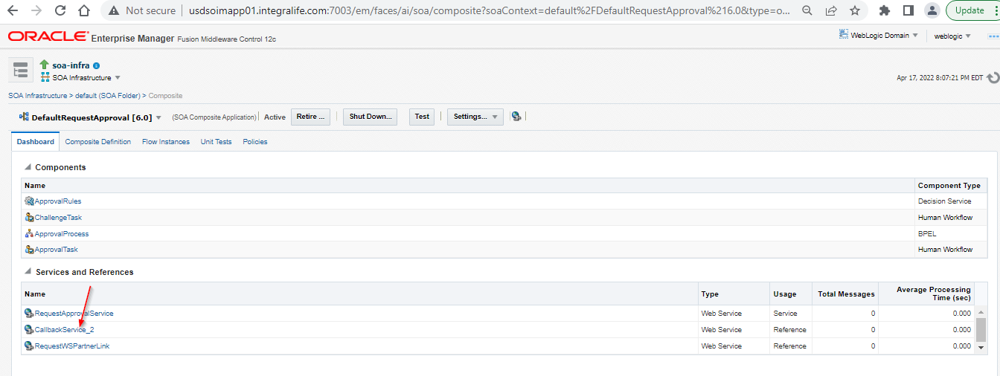 Not secure usdsoimapp01.integralife.com:7003/em/faces/ai/soa/composite?soaContext=default%2FDefaultRequestApproval%216.0&type=o... Update
ORACLE Enterprise Manager Fusion Middleware Control 12c WebLogic Domain weblogic
soa-infra
SOA Infrastructure Apr 17, 2022 8:07:21 PM EDT
SOA Infrastructure > default (SOA Folder) > Composite
DefaultRequestApproval [6.0] (SOA Composite Application) Active Retire ... Shut Down... Test Settings...
Dashboard Composite Definition Flow Instances Unit Tests Policies
Components
Name Component Type
ApprovalRules Decision Service
ChallengeTask Human Workflow
ApprovalProcess BPEL
ApprovalTask Human Workflow
Services and References
Name Type Usage Total Messages Average Processing Time (sec)
RequestApprovalService Web Service Service 0 0.000
CallbackService_2 Web Service Reference 0 0.000
RequestWSPartnerLink Web Service Reference 0 0.000